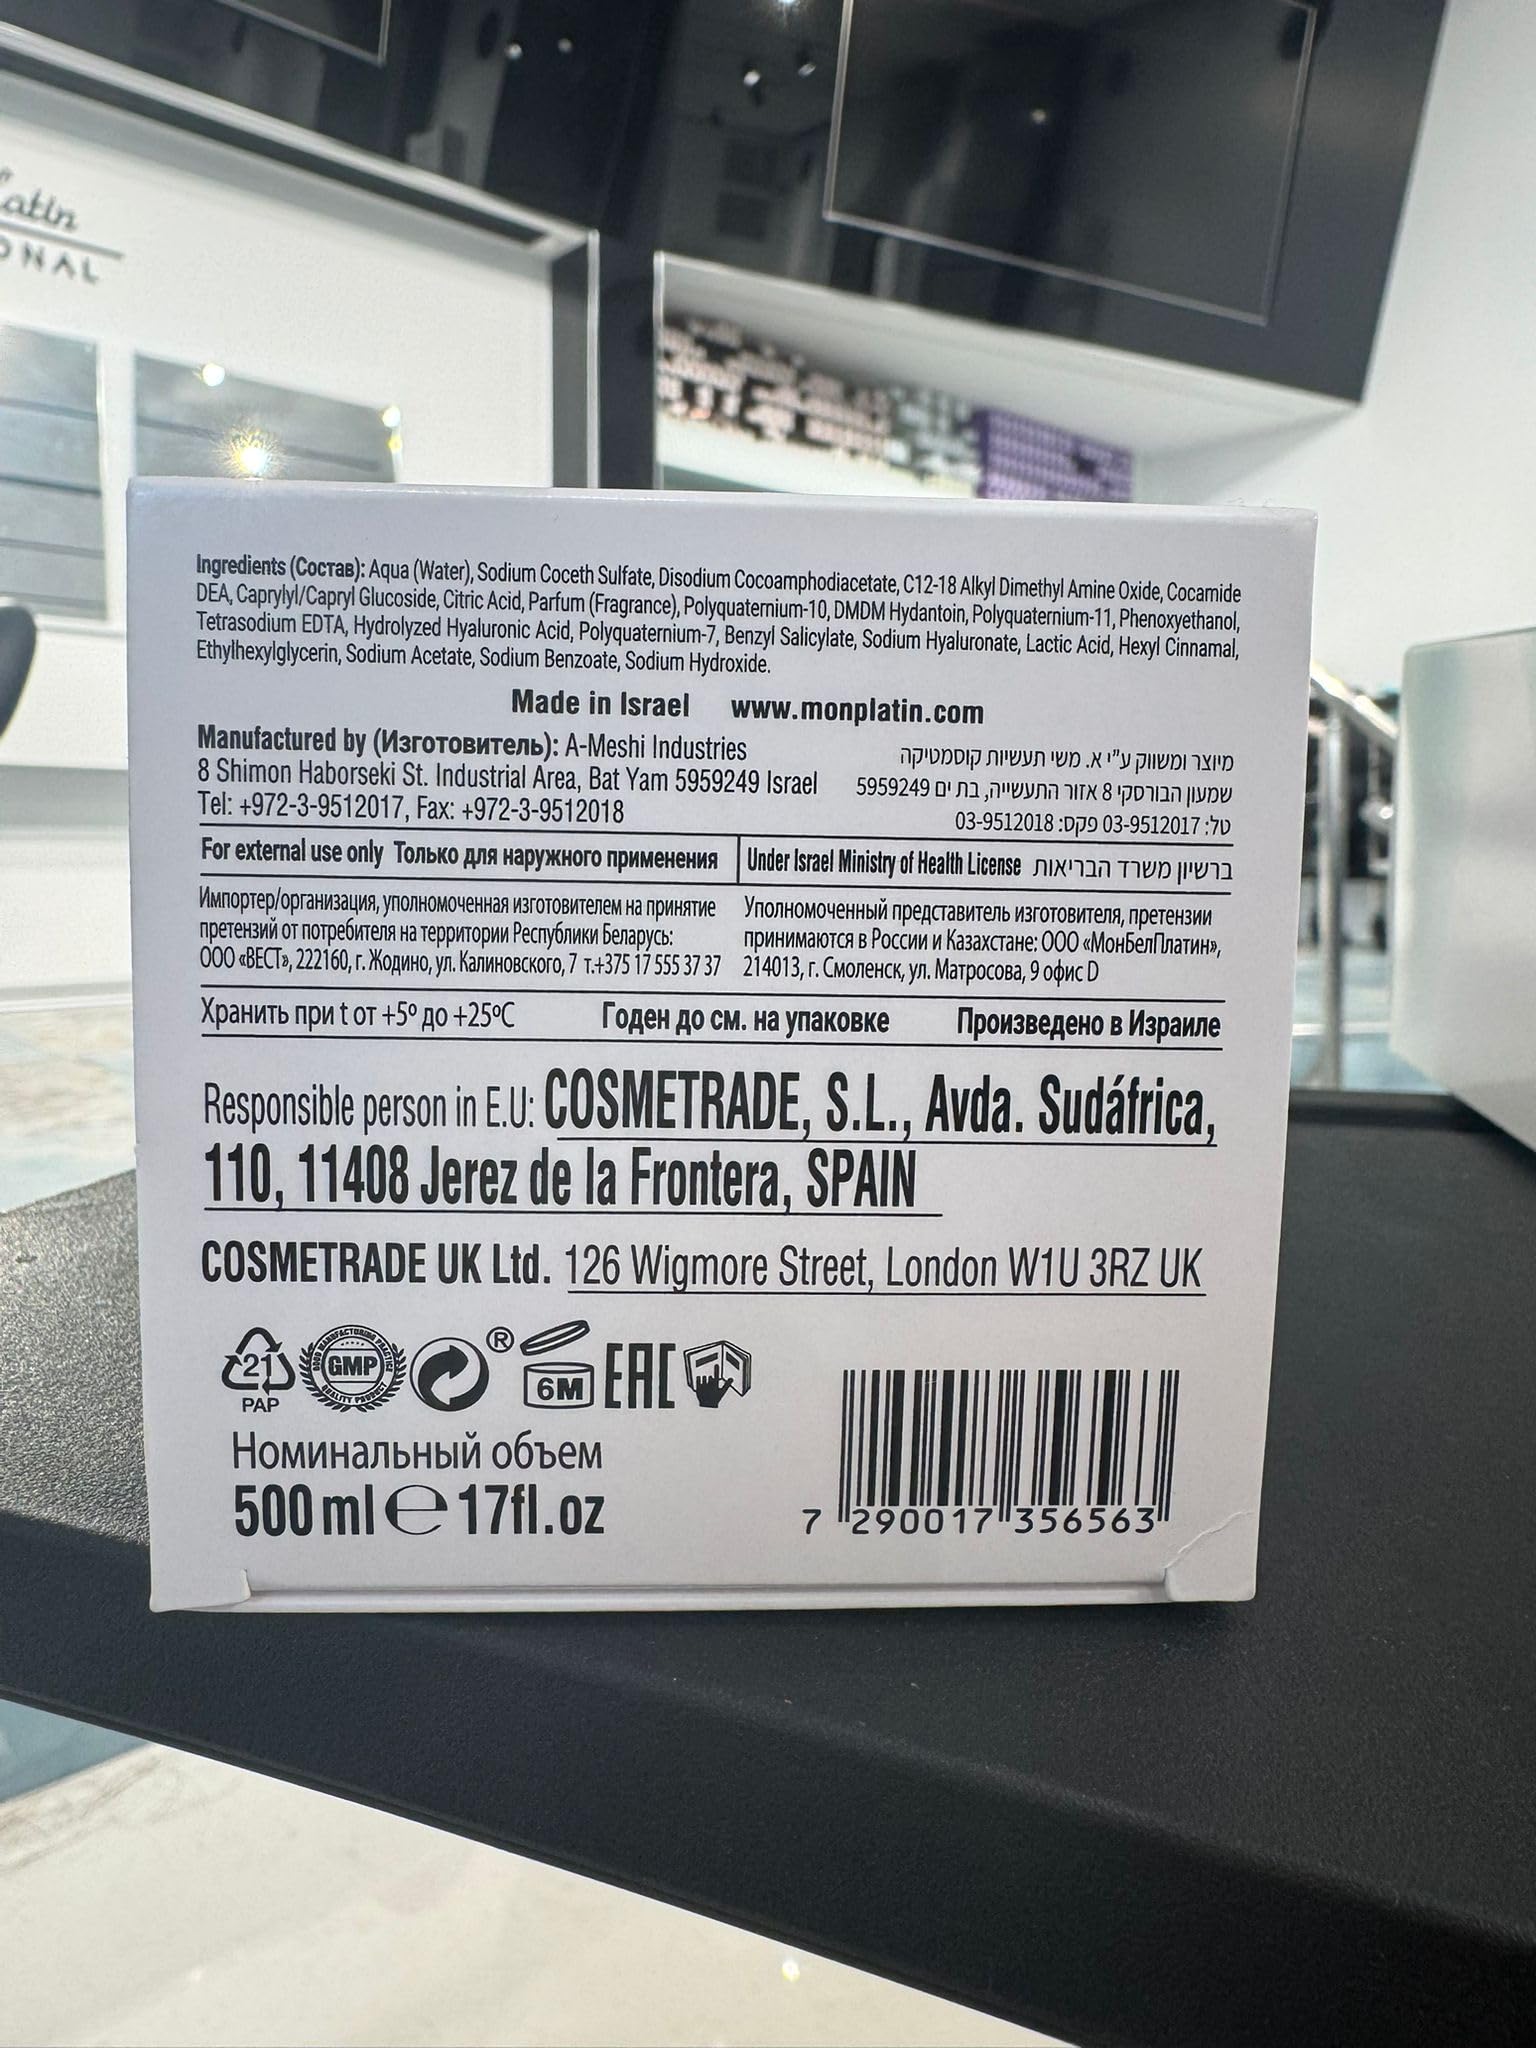 atin
ONAL
Ingredients (Состав): Aqua (Water), Sodium Coceth Sulfate, Disodium Cocoamphodiacetate, C12-18 Alkyl Dimethyl Amine Oxide, Cocamide
DEA, Caprylyl/Capryl Glucoside, Citric Acid, Parfum (Fragrance), Polyquaternium-10, DMDM Hydantoin, Polyquaternium-11, Phenoxyethanol,
Tetrasodium EDTA, Hydrolyzed Hyaluronic Acid, Polyquaternium-7, Benzyl Salicylate, Sodium Hyaluronate, Lactic Acid, Hexyl Cinnamal,
Ethylhexylglycerin, Sodium Acetate, Sodium Benzoate, Sodium Hydroxide.
Made in Israel www.monplatin.com
Manufactured by (Изготовитель): A-Meshi Industries
8 Shimon Haborseki St. Industrial Area, Bat Yam 5959249 Israel
Tel: +972-3-9512017, Fax: +972-3-9512018
מיוצר ומשווק ע"י א. משי תעשיות קוסמטיקה
שמעון הבורסקי 8 אזור התעשייה, בת ים 5959249
טל: 03-9512017 פקס: 03-9512018
For external use only Только для наружного применения
Under Israel Ministry of Health License ברשיון משרד הבריאות
Импортер/организация, уполномоченная изготовителем на принятие
претензий от потребителя на территории Республики Беларусь:
ООО «ВЕСТ», 222160, г. Жодино, ул. Калиновского, 7 т.+375 17 555 37 37
Уполномоченный представитель изготовителя, претензии
принимаются в России и Казахстане: ООО «МонБелПлатин»,
214013, г. Смоленск, ул. Матросова, 9 офис D
Хранить при t от +5º до +25ºC Годен до см. на упаковке Произведено в Израиле
Responsible person in E.U: COSMETRADE, S.L., Avda. Sudáfrica,
110, 11408 Jerez de la Frontera, SPAIN
COSMETRADE UK Ltd. 126 Wigmore Street, London W1U 3RZ UK
21
PAP
GOOD MANUFACTURING PRACTICE
GMP
QUALITY PRODUCT
®
6M
EAC
Номинальный объем
500 ml ℮ 17fl.oz
7 290017 356563